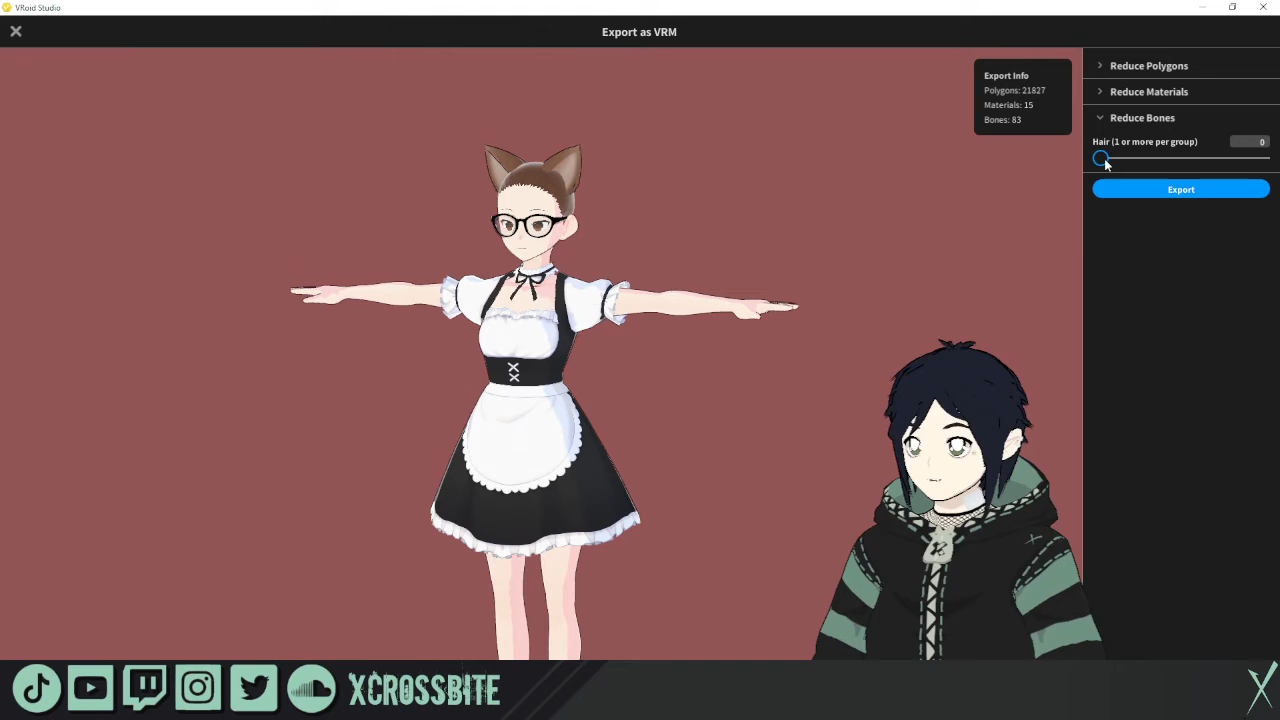 VRoid Studio
Export as VRM
Export Info
Polygons: 21827
Materials: 15
Bones: 83
Reduce Polygons
Reduce Materials
Reduce Bones
Hair (1 or more per group) 0
Export
XCROSSBITE